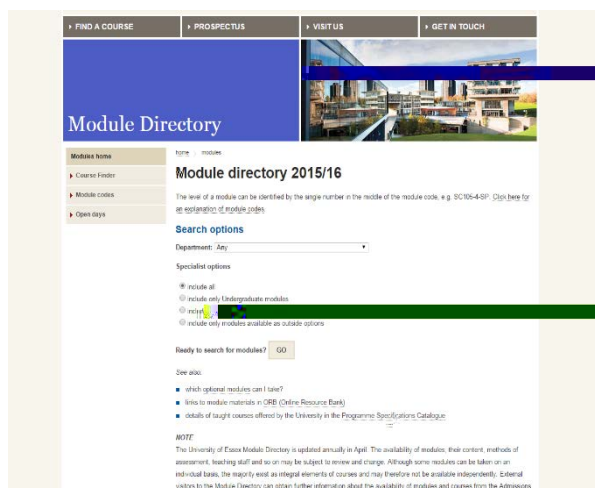 FIND A COURSE
PROSPECTUS
VISIT US
GET IN TOUCH
Module Directory
Modules home
Course Finder
Module codes
Open days
home modules
Module directory 2015/16
The level of a module can be identified by the single number in the middle of the module code, e.g. SC105-4-SP. Click here for
an explanation of module codes.
Search options
Department: Any
Specialist options
include all
include only Undergraduate modules
include only modules available as outside options
Ready to search for modules? GO
See also:
which optional modules can I take?
links to module materials in ORB (Online Resource Bank)
details of taught courses offered by the University in the Programme Specifications Catalogue
NOTE
The University of Essex Module Directory is updated annually in April. The availability of modules, their content, methods of
assessment, teaching staff and so on may be subject to review and change. Although some modules can be taken on an
individual basis, the majority exist as integral elements of courses and may therefore not be available independently. External
visitors to the Module Directory can obtain further information about the availability of modules and courses from the Admissions